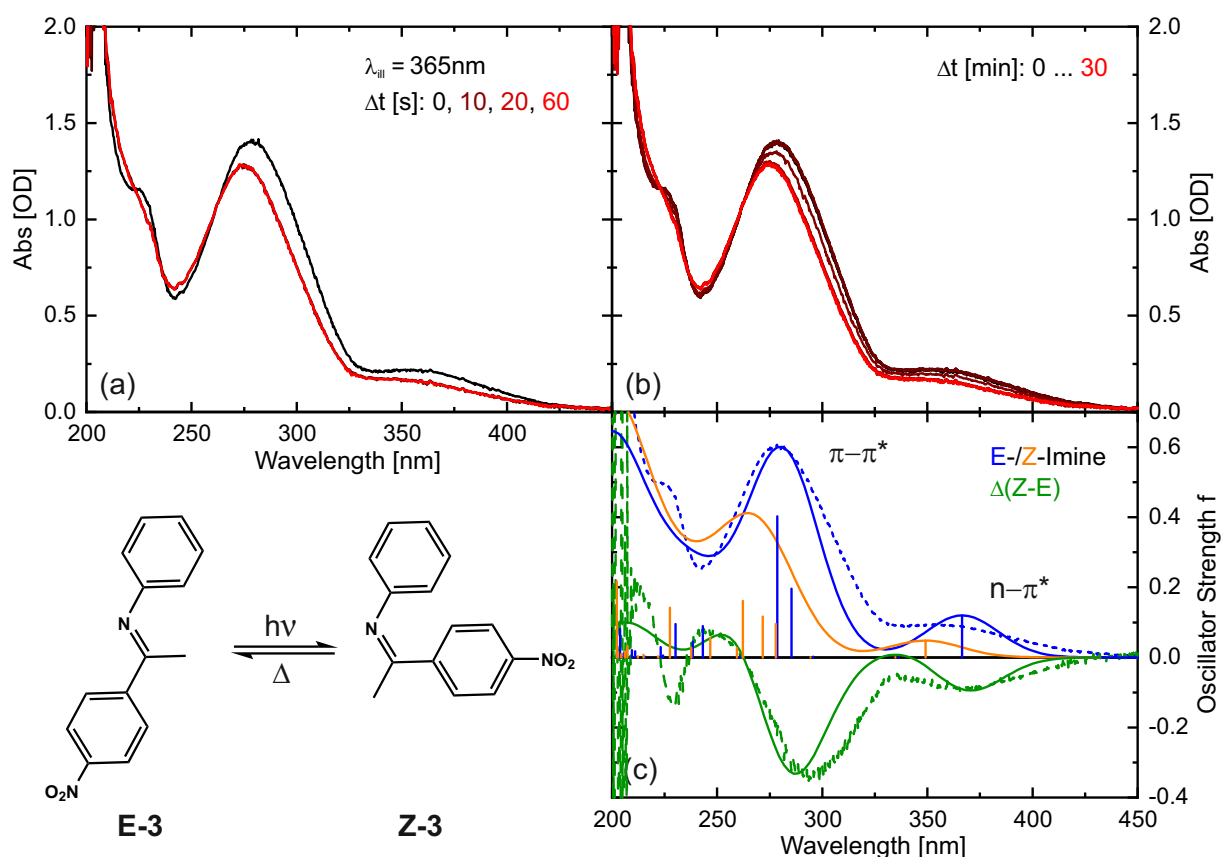 λill = 365nm
Δt [s]: 0, 10, 20, 60
(a)
Abs [OD]
2.0
1.5
1.0
0.5
0.0
200 250 300 350 400
Wavelength [nm]
Δt [min]: 0 ... 30
(b)
2.0
1.5
1.0
0.5
0.0
Abs [OD]
π–π*
E-/Z-Imine
Δ(Z-E)
n–π*
(c)
0.6
0.4
0.2
0.0
-0.2
-0.4
Oscillator Strength f
200 250 300 350 400 450
Wavelength [nm]
N
O2N
E-3
hν
Δ
N
NO2
Z-3